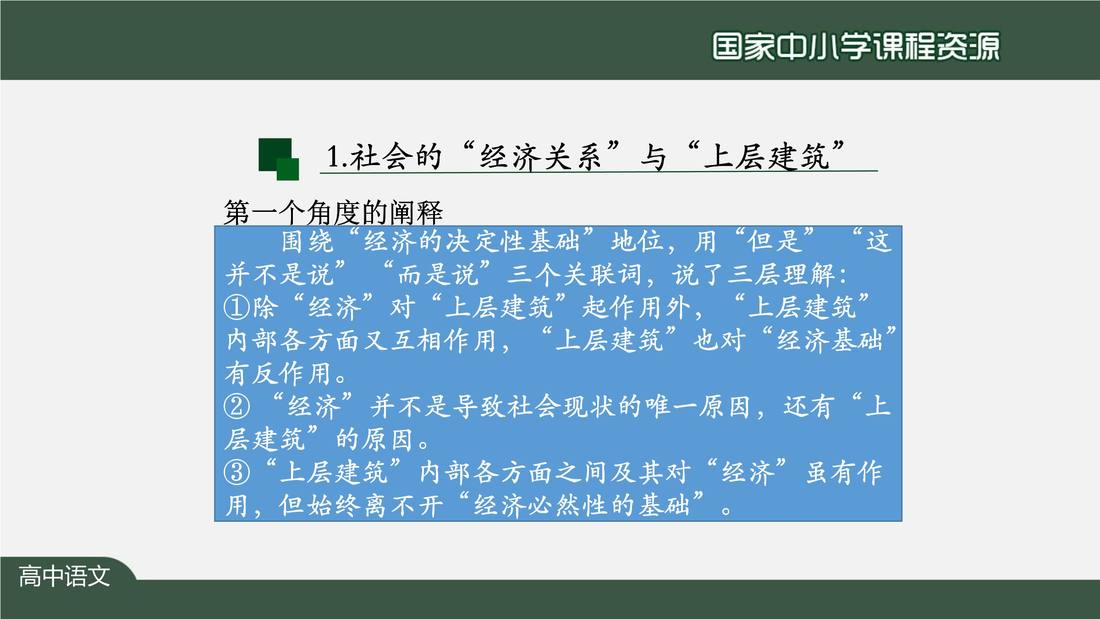 国家中小学课程资源
1.社会的“经济关系”与“上层建筑”
第一个角度的阐释
围绕“经济的决定性基础”地位，用“但是” “这
并不是说” “而是说”三个关联词，说了三层理解：
①除“经济”对“上层建筑”起作用外，“上层建筑”
内部各方面又互相作用，“上层建筑”也对“经济基础”
有反作用。
② “经济”并不是导致社会现状的唯一原因，还有“上
层建筑”的原因。
③“上层建筑”内部各方面之间及其对“经济”虽有作
用，但始终离不开“经济必然性的基础”。
高中语文